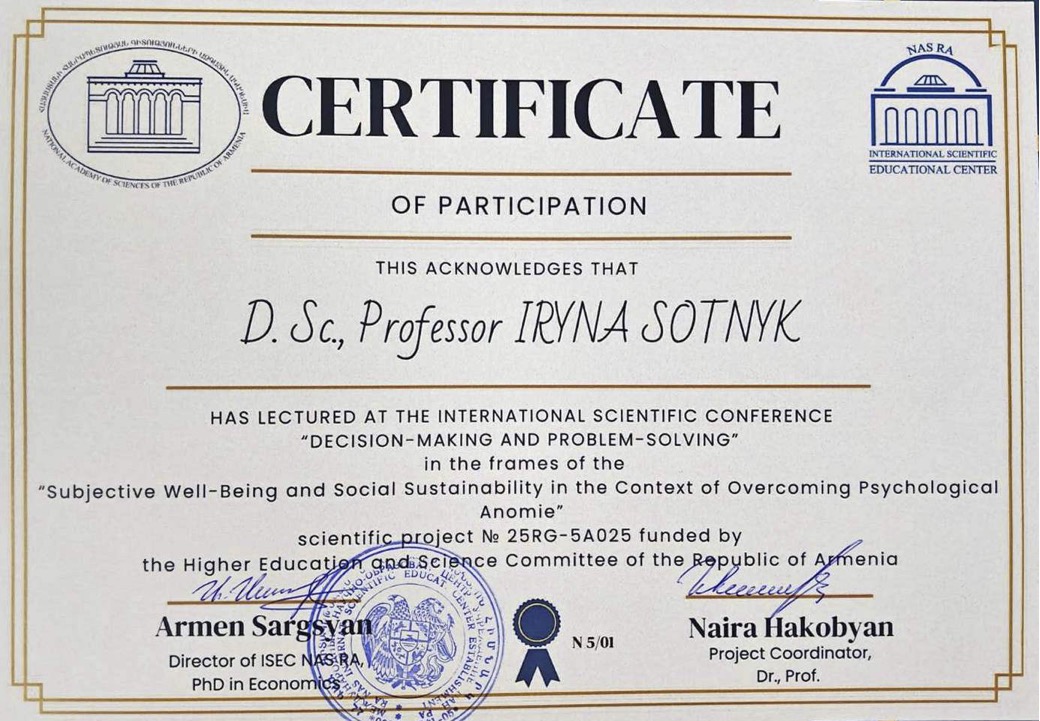 NATIONAL ACADEMY OF SCIENCES OF THE REPUBLIC OF ARMENIA
CERTIFICATE
NAS RA
INTERNATIONAL SCIENTIFIC
EDUCATIONAL CENTER
OF PARTICIPATION
THIS ACKNOWLEDGES THAT
D. Sc., Professor IRYNA SOTNYK
HAS LECTURED AT THE INTERNATIONAL SCIENTIFIC CONFERENCE
“DECISION-MAKING AND PROBLEM-SOLVING”
in the frames of the
“Subjective Well-Being and Social Sustainability in the Context of Overcoming Psychological
Anomie”
scientific project № 25RG-5A025 funded by
the Higher Education and Science Committee of the Republic of Armenia
Armen Sargsyan
Director of ISEC NAS RA,
PhD in Economics
N 5/01
Naira Hakobyan
Project Coordinator,
Dr., Prof.